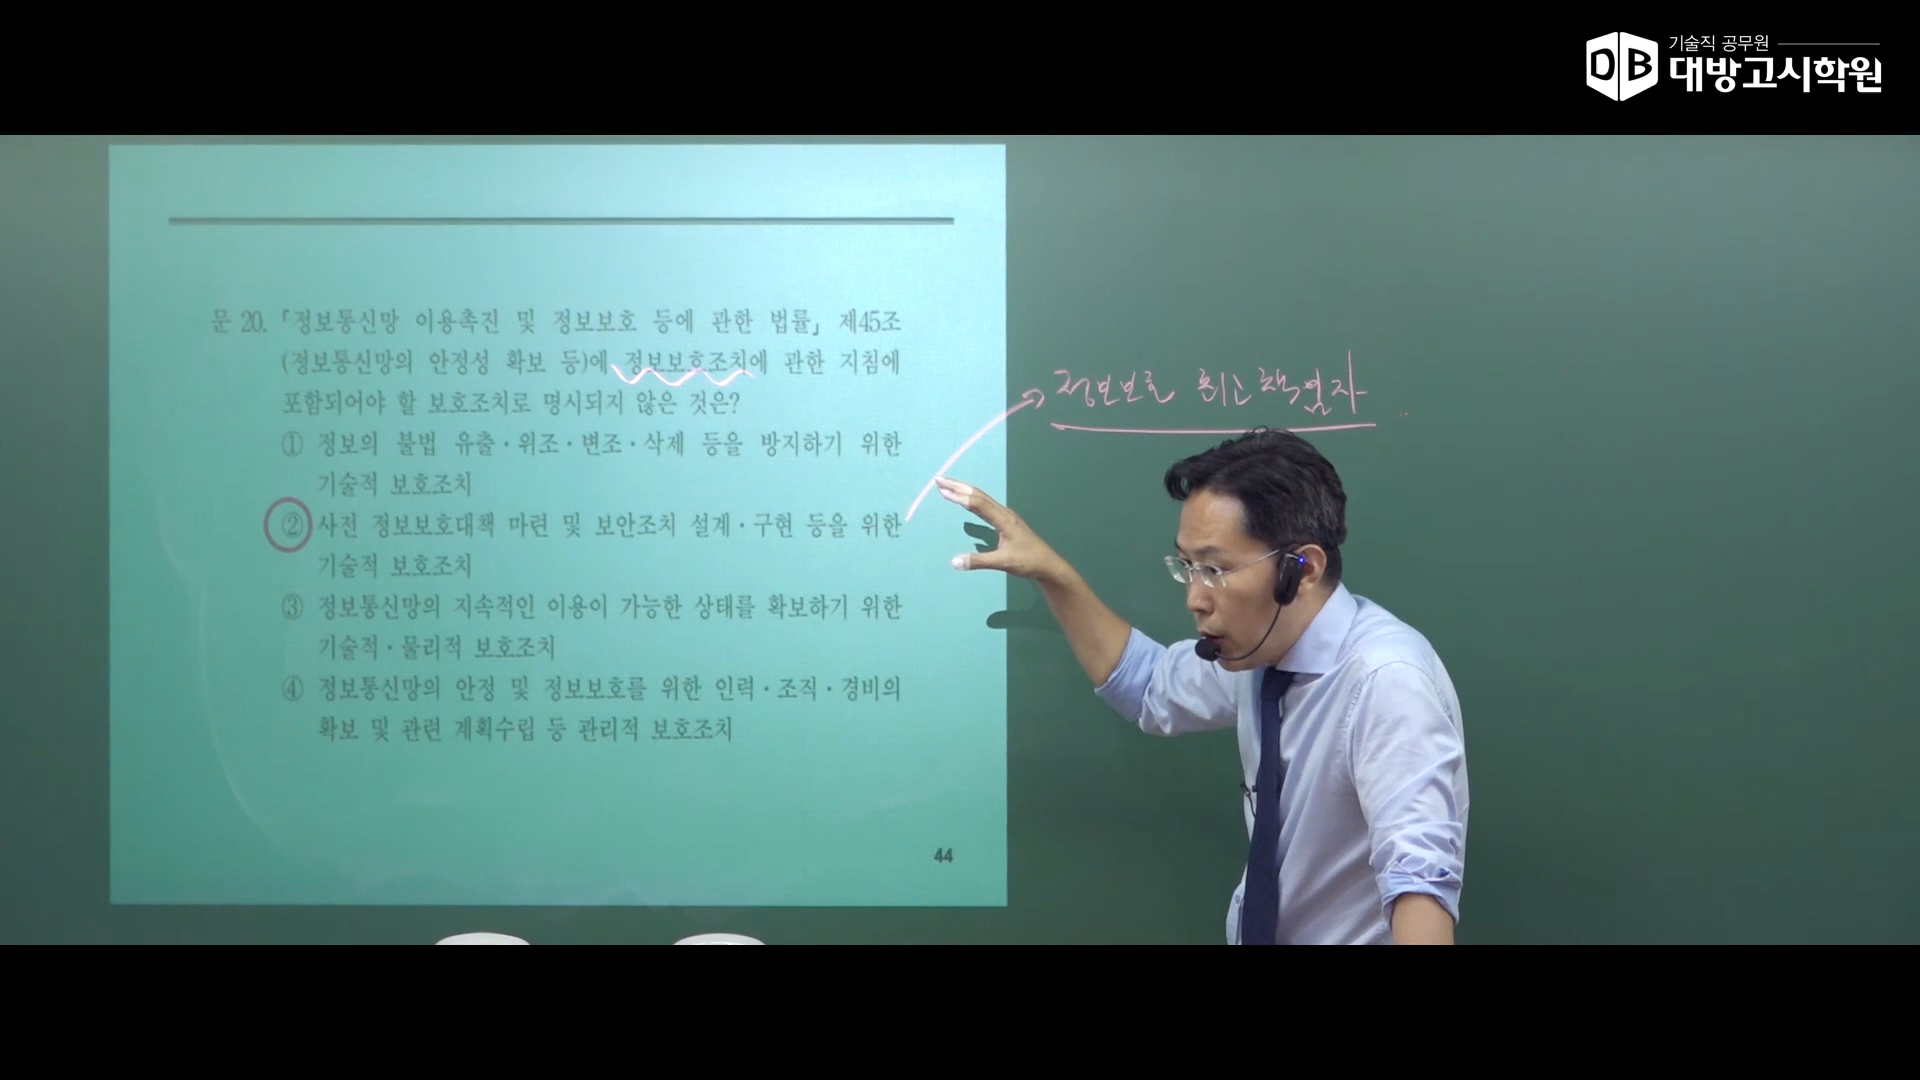 기술직 공무원
DB 대방고시학원
문 20. 「정보통신망 이용촉진 및 정보보호 등에 관한 법률」 제45조
(정보통신망의 안정성 확보 등)에 정보보호조치에 관한 지침에
포함되어야 할 보호조치로 명시되지 않은 것은?
① 정보의 불법 유출·위조·변조·삭제 등을 방지하기 위한
기술적 보호조치
② 사전 정보보호대책 마련 및 보안조치 설계·구현 등을 위한
기술적 보호조치
③ 정보통신망의 지속적인 이용이 가능한 상태를 확보하기 위한
기술적·물리적 보호조치
④ 정보통신망의 안정 및 정보보호를 위한 인력·조직·경비의
확보 및 관련 계획수립 등 관리적 보호조치
44
정보보호 최고책임자